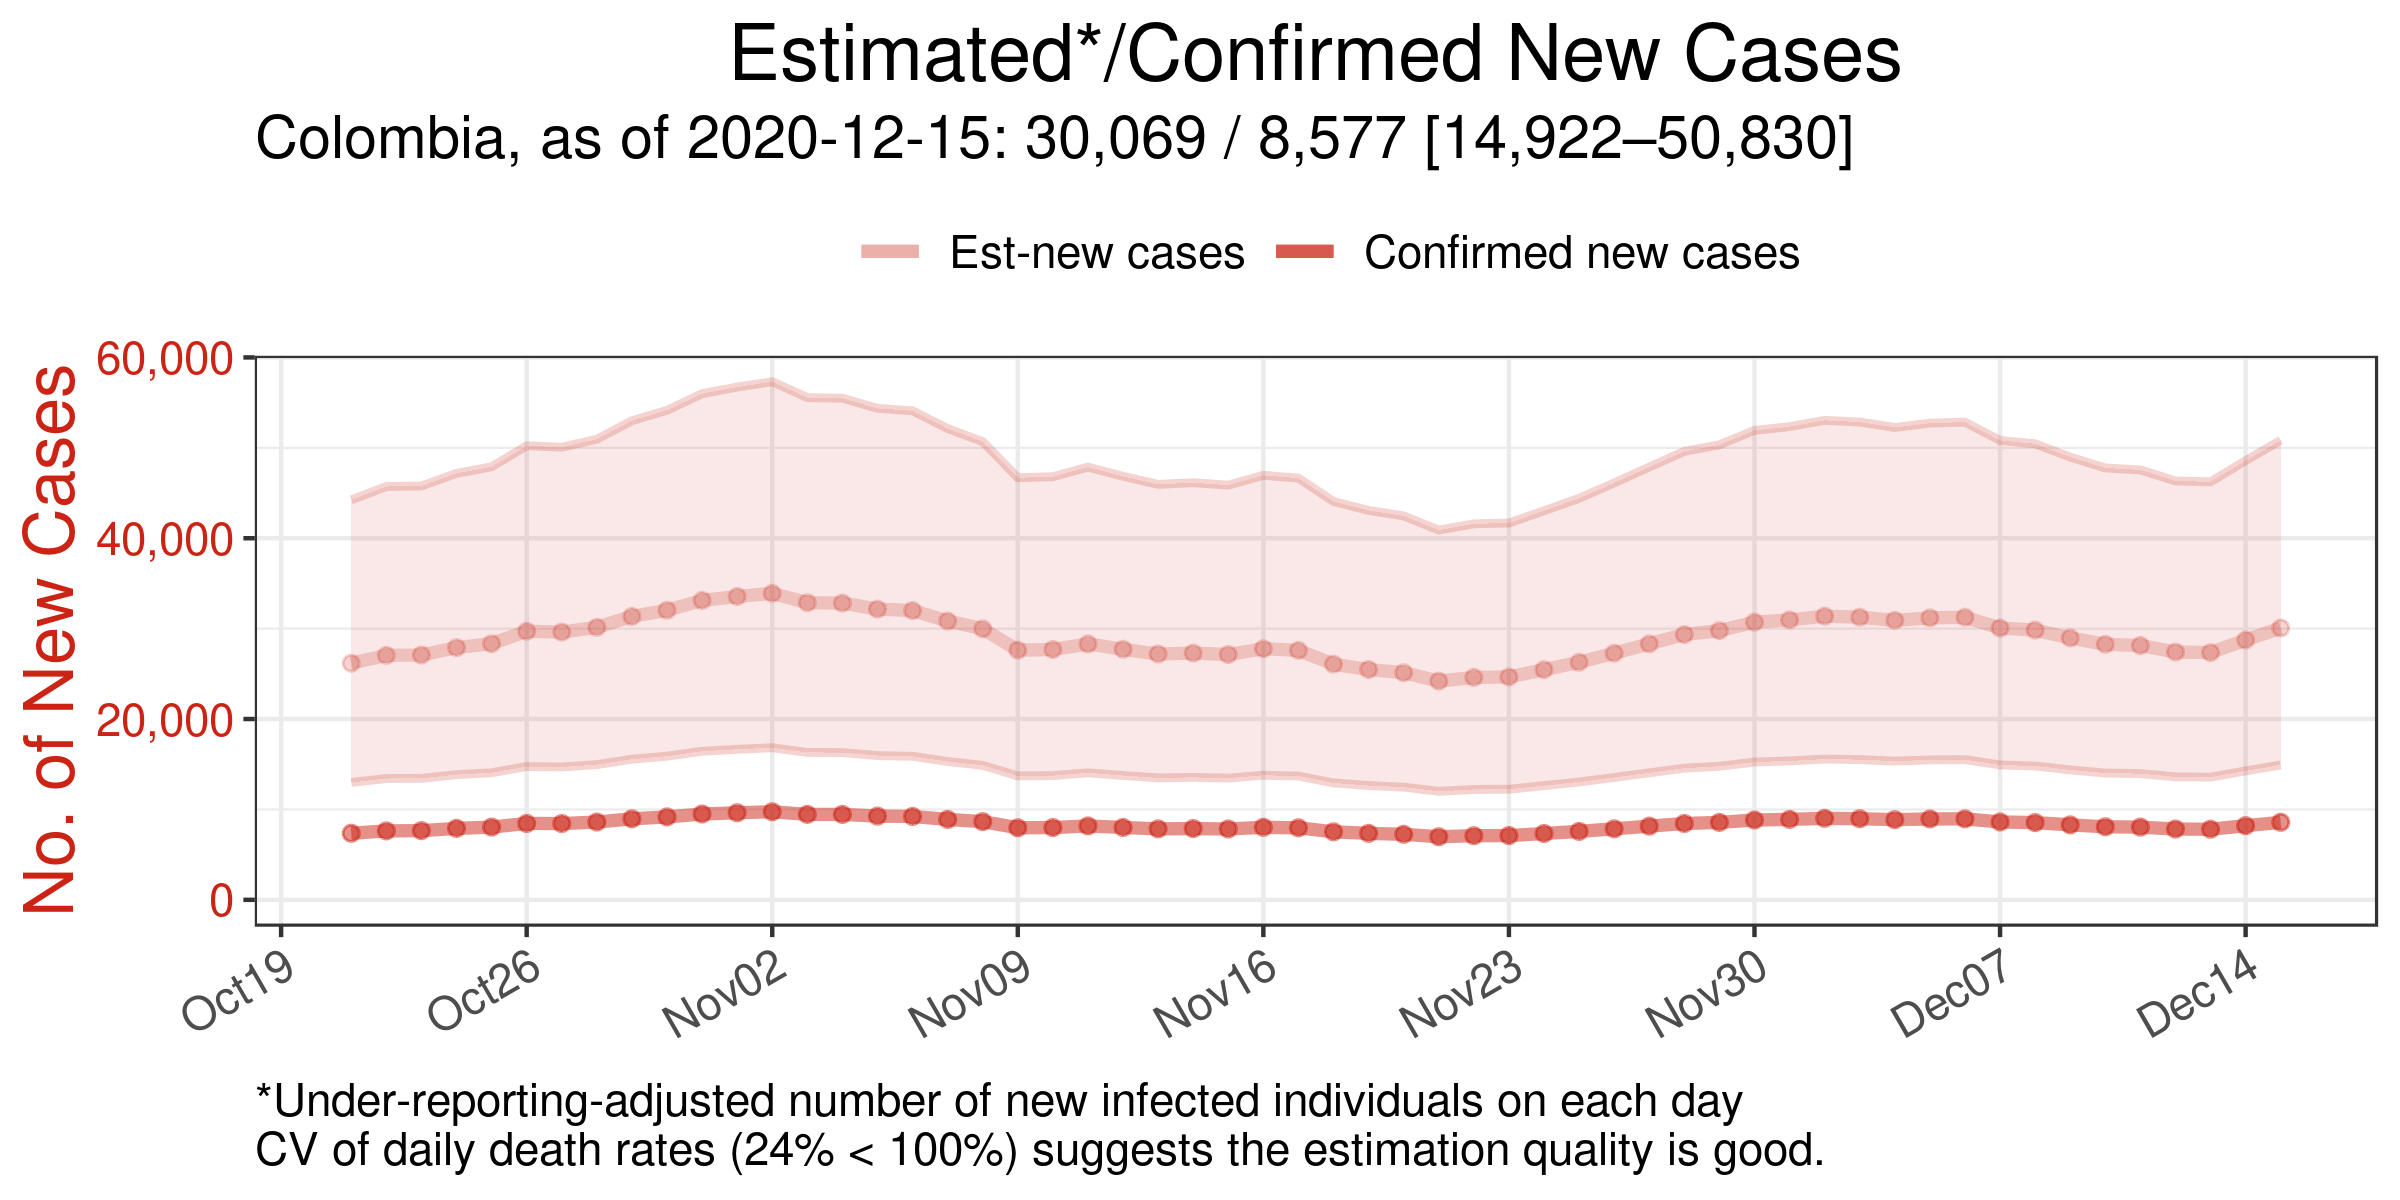 Estimated*/Confirmed New Cases
Colombia, as of 2020-12-15: 30,069 / 8,577 [14,922–50,830]
Est-new cases
Confirmed new cases
No. of New Cases
60,000
40,000
20,000
0
Oct19
Oct26
Nov02
Nov09
Nov16
Nov23
Nov30
Dec07
Dec14
*Under-reporting-adjusted number of new infected individuals on each day
CV of daily death rates (24% < 100%) suggests the estimation quality is good.